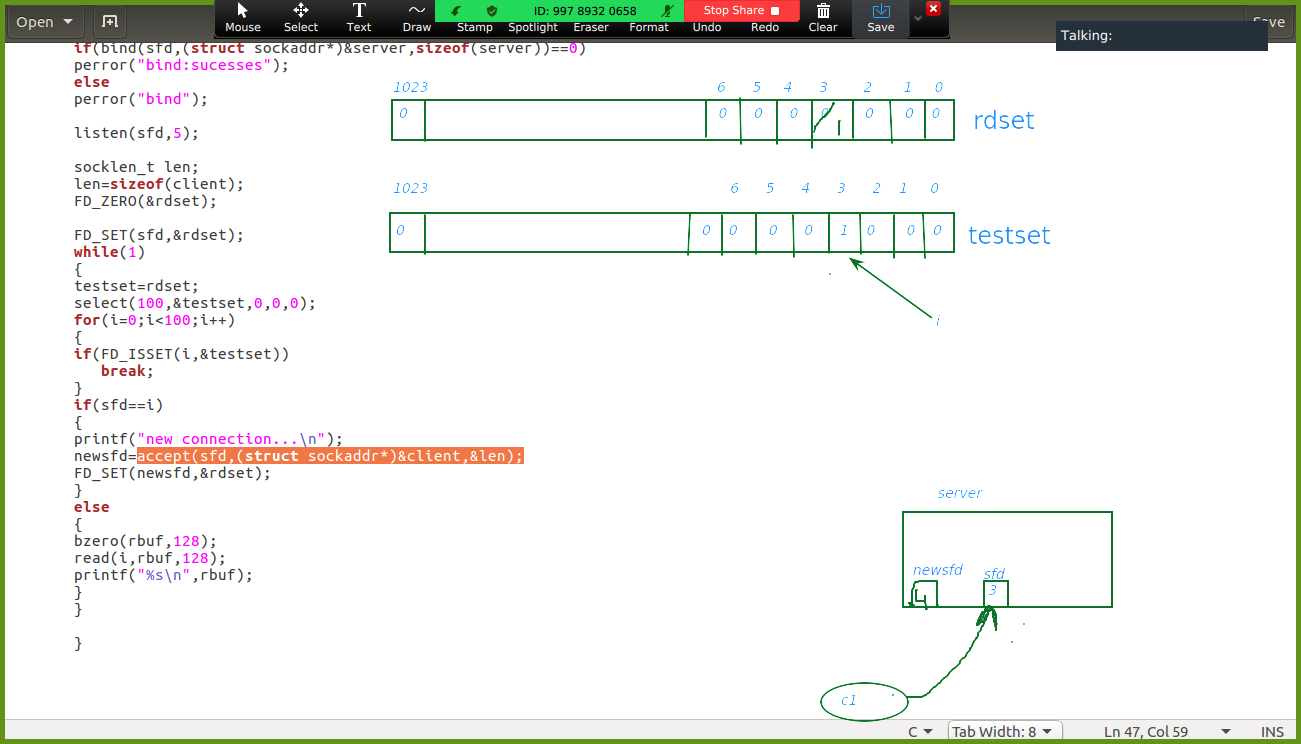 Open
ID: 997 8932 0658
Stop Share
Mouse Select Text Draw Stamp Spotlight Eraser Format Undo Redo Clear Save
Save
Talking:
if(bind(sfd,(struct sockaddr*)&server,sizeof(server))==0)
perror("bind:sucesses");
else
perror("bind");
listen(sfd,5);
socklen_t len;
len=sizeof(client);
FD_ZERO(&rdset);
FD_SET(sfd,&rdset);
while(1)
{
testset=rdset;
select(100,&testset,0,0,0);
for(i=0;i<100;i++)
{
if(FD_ISSET(i,&testset))
break;
}
if(sfd==i)
{
printf("new connection...\n");
newsfd=accept(sfd,(struct sockaddr*)&client,&len);
FD_SET(newsfd,&rdset);
}
else
{
bzero(rbuf,128);
read(i,rbuf,128);
printf("%s\n",rbuf);
}
}
}
1023 6 5 4 3 2 1 0
0 0 0 0 0 1 0 0 0
rdset
1023 6 5 4 3 2 1 0
0 0 0 0 0 1 0 0 0
testset
i
server
newsfd sfd
4 3
c1
C Tab Width: 8 Ln 47, Col 59 INS